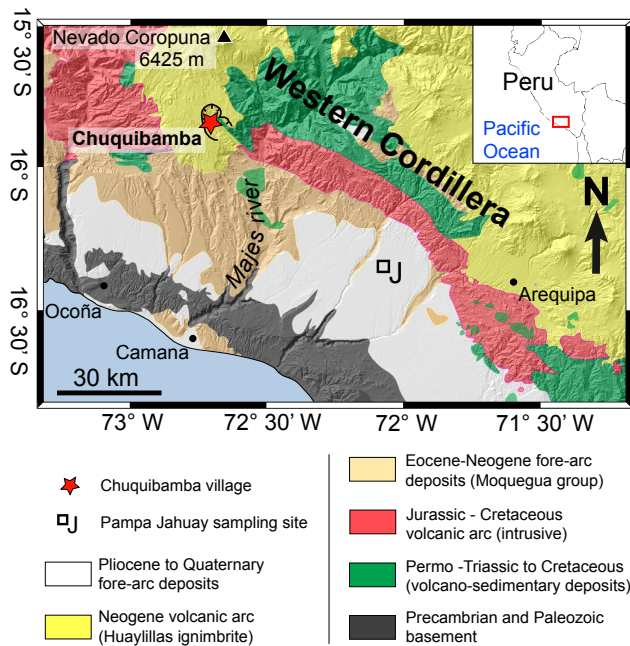 15° 30' S
16° S
16° 30' S
Nevado Coropuna
6425 m
Chuquibamba
Western Cordillera
Majes river
Peru
Pacific
Ocean
N
J
Arequipa
Ocoña
Camana
30 km
73° W
72° 30' W
72° W
71° 30' W
Chuquibamba village
J
Pampa Jahuay sampling site
Pliocene to Quaternary
fore-arc deposits
Neogene volcanic arc
(Huaylillas ignimbrite)
Eocene-Neogene fore-arc
deposits (Moquegua group)
Jurassic - Cretaceous
volcanic arc (intrusive)
Permo -Triassic to Cretaceous
(volcano-sedimentary deposits)
Precambrian and Paleozoic
basement